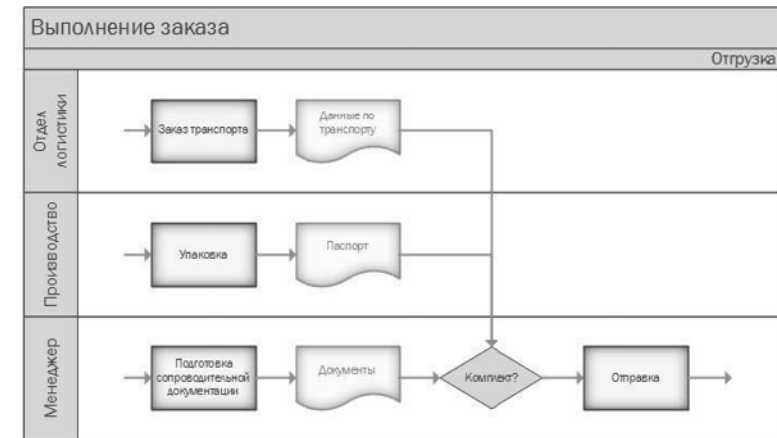 Выполнение заказа
Отгрузка
Отдел
логистики
Заказ транспорта
Данные по
транспорту
Производство
Упаковка
Паспорт
Менеджер
Подготовка
сопроводительной
документации
Документы
Комплект?
Отправка